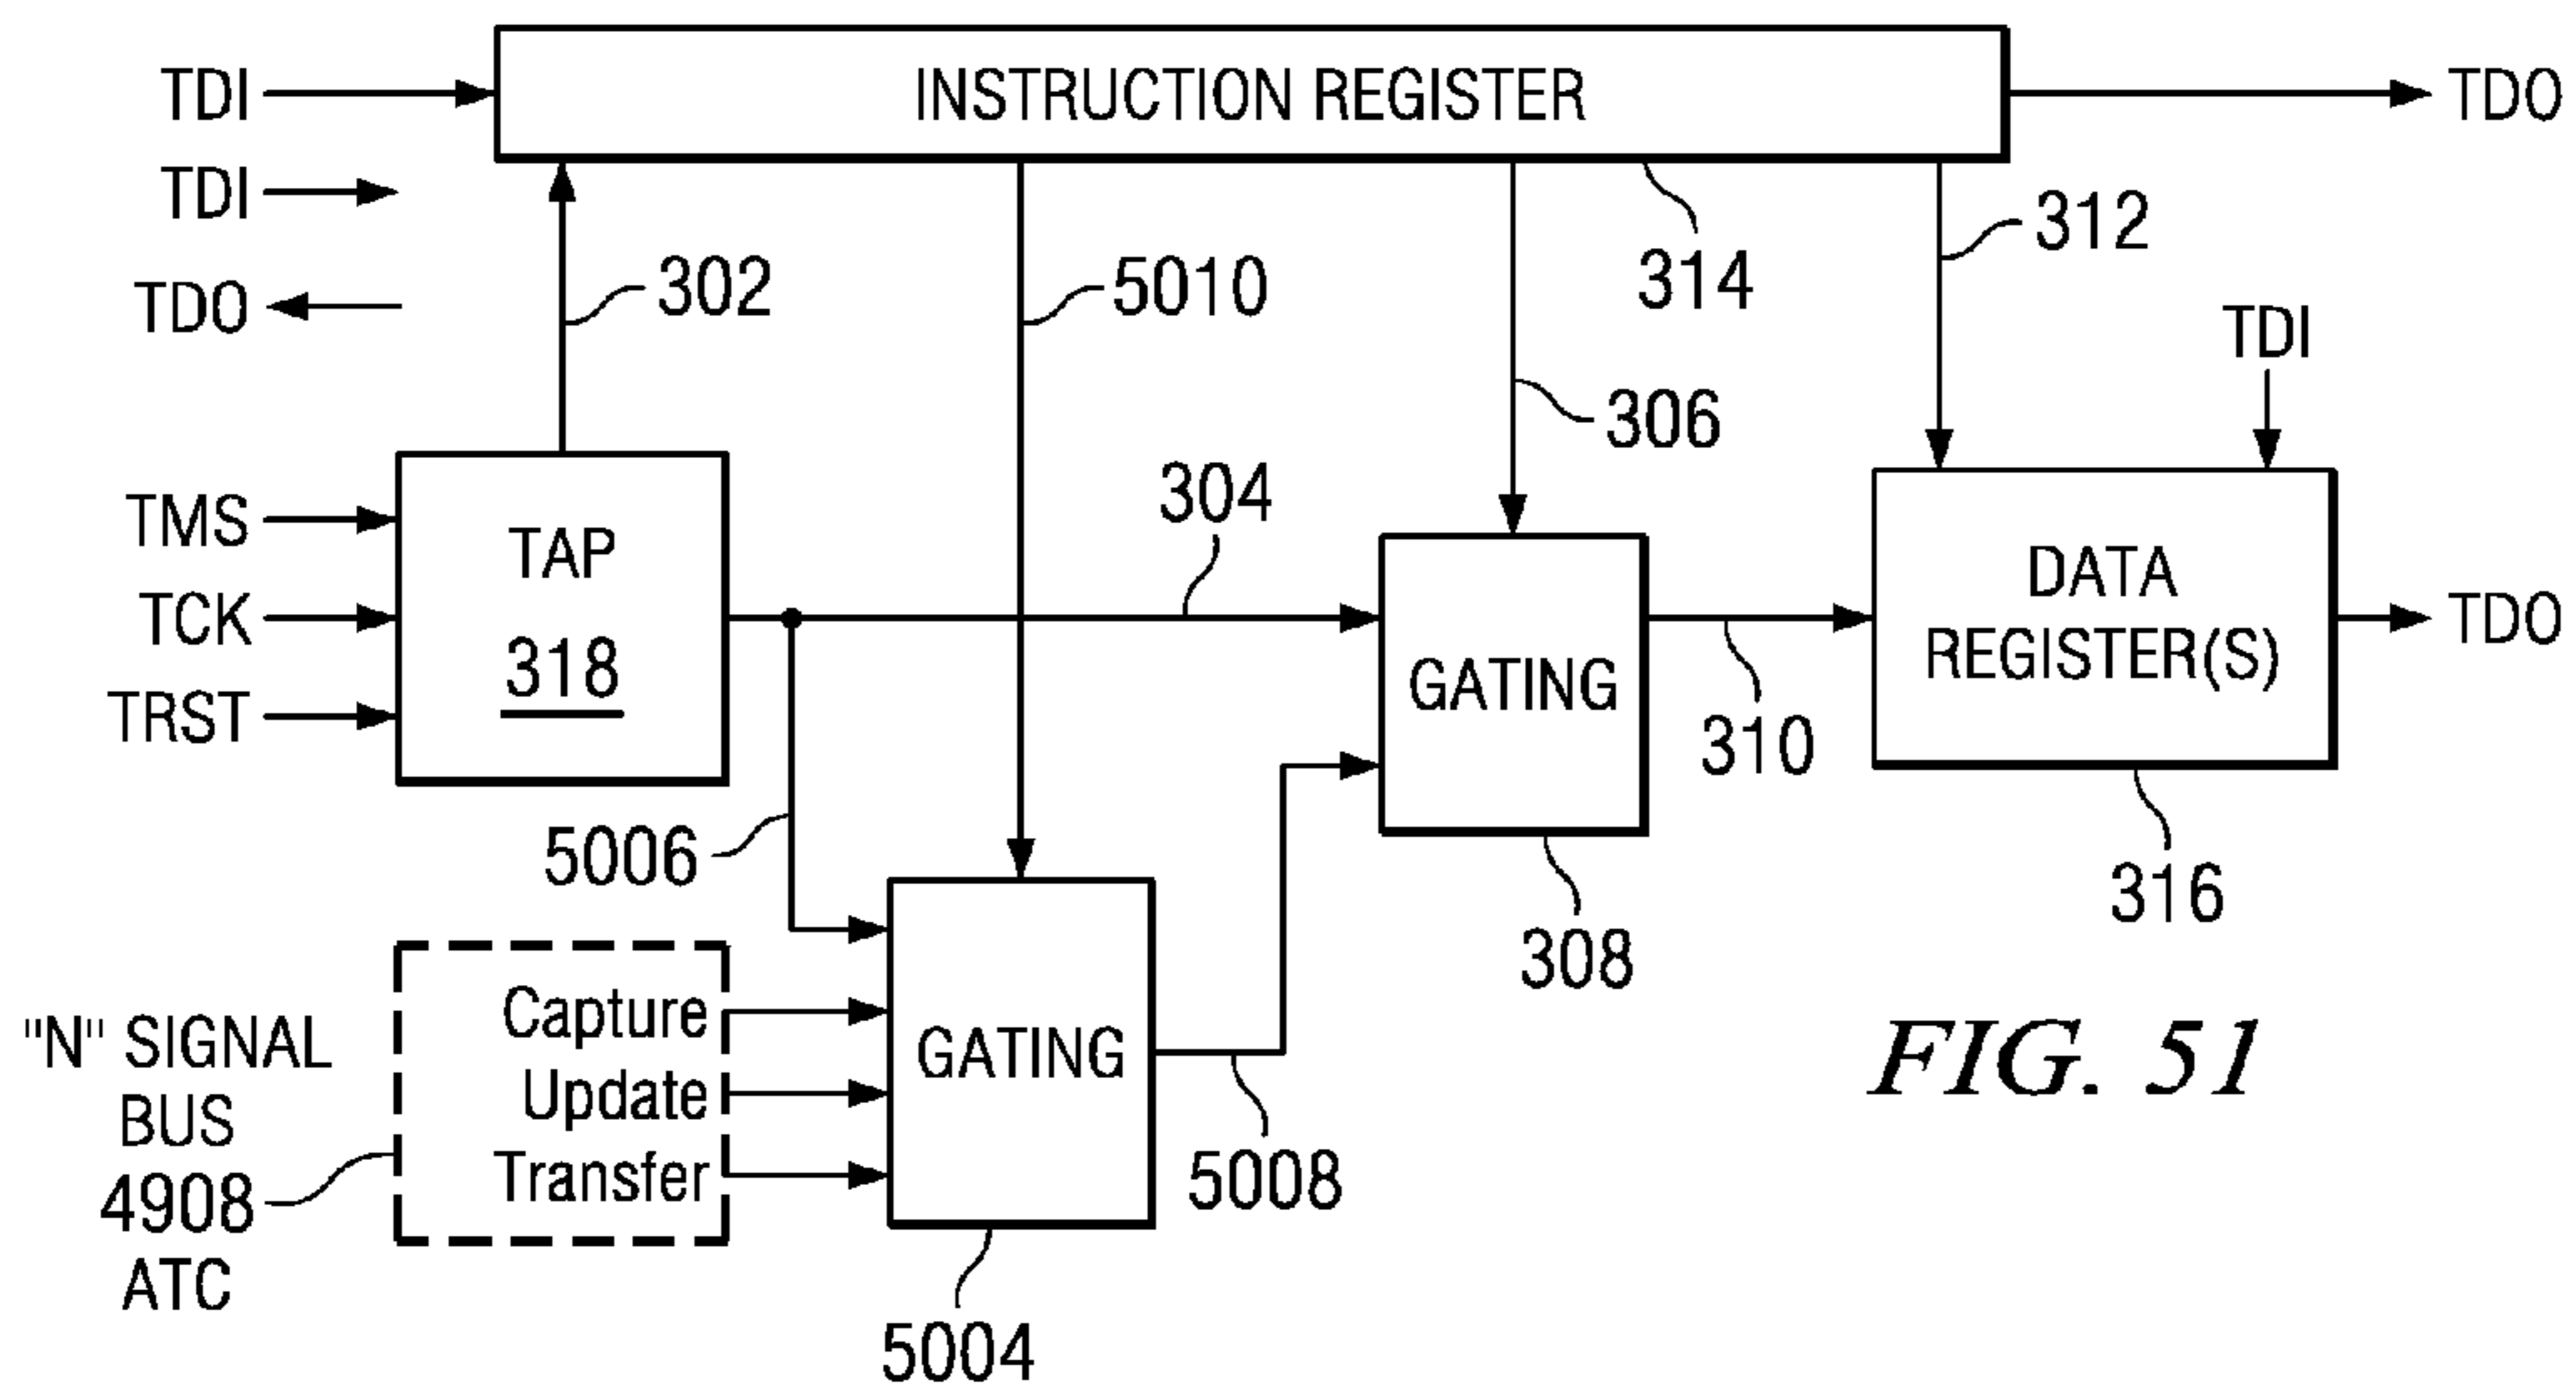 TDI
INSTRUCTION REGISTER
TDO
TDI
TDO
302
5010
314
312
TDI
306
304
TMS
TCK
TRST
TAP
318
GATING
310
DATA
REGISTER(S)
TDO
5006
308
316
"N" SIGNAL
BUS
4908
ATC
Capture
Update
Transfer
GATING
5008
5004
FIG. 51